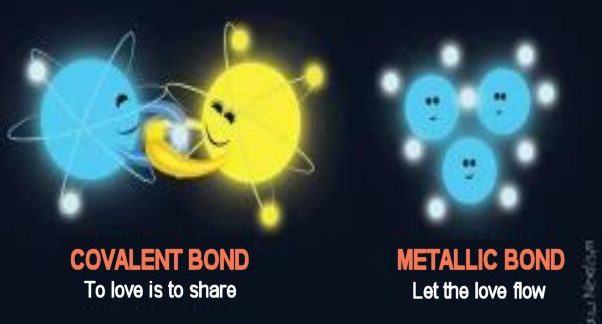 COVALENT BOND
To love is to share
METALLIC BOND
Let the love flow